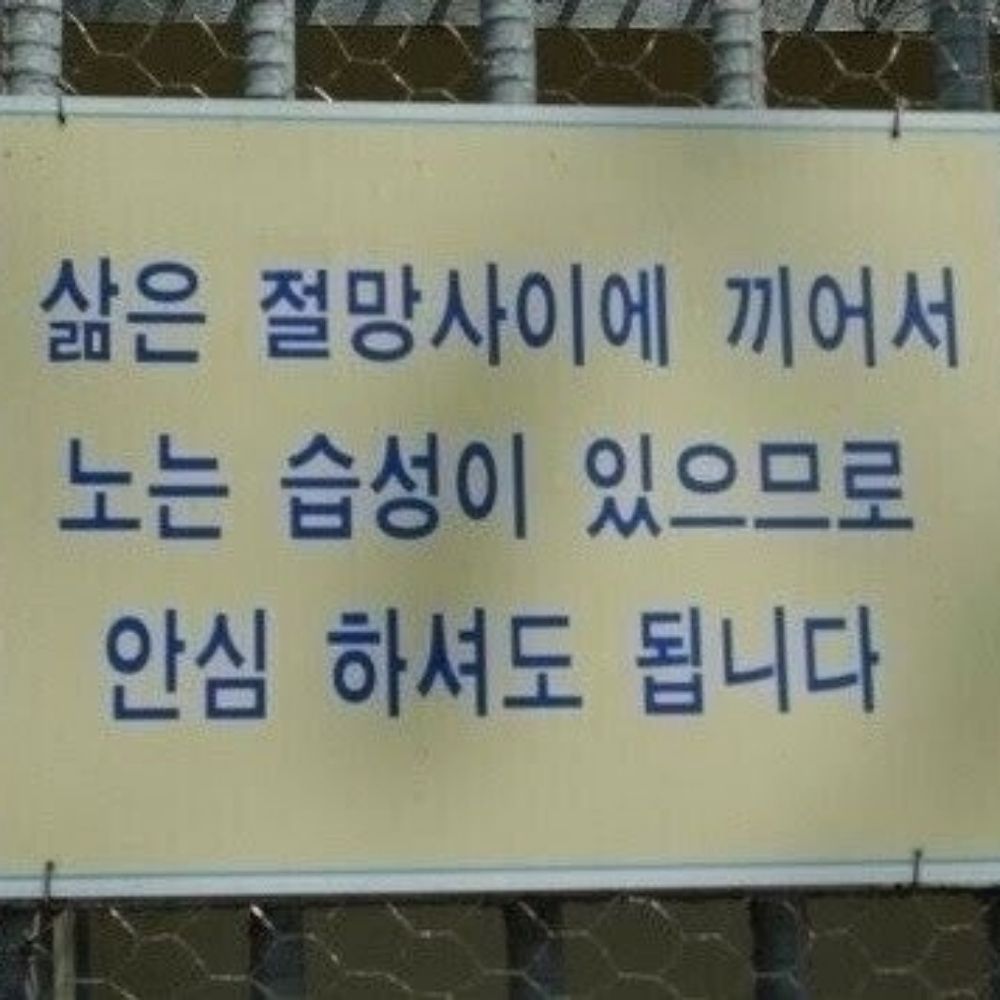 삶은 절망사이에 끼어서
노는 습성이 있으므로
안심 하셔도 됩니다